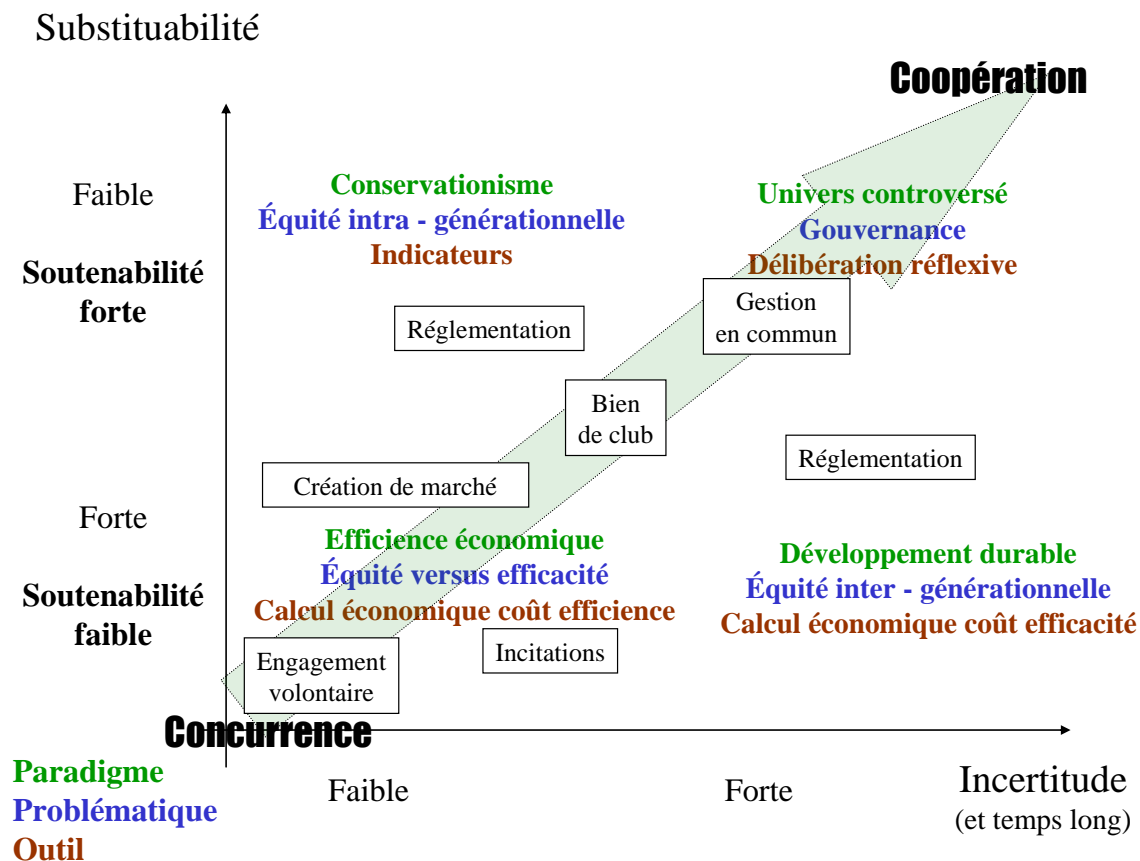 Substituabilité
Coopération
Faible
Soutenabilité
forte
Conservationisme
Équité intra - générationnelle
Indicateurs
Univers controversé
Gouvernance
Délibération réflexive
Réglementation
Gestion
en commun
Bien
de club
Réglementation
Création de marché
Forte
Soutenabilité
faible
Efficience économique
Équité versus efficacité
Calcul économique coût efficience
Développement durable
Équité inter - générationnelle
Calcul économique coût efficacité
Engagement
volontaire
Incitations
Concurrence
Paradigme
Problématique
Outil
Faible
Forte
Incertitude
(et temps long)